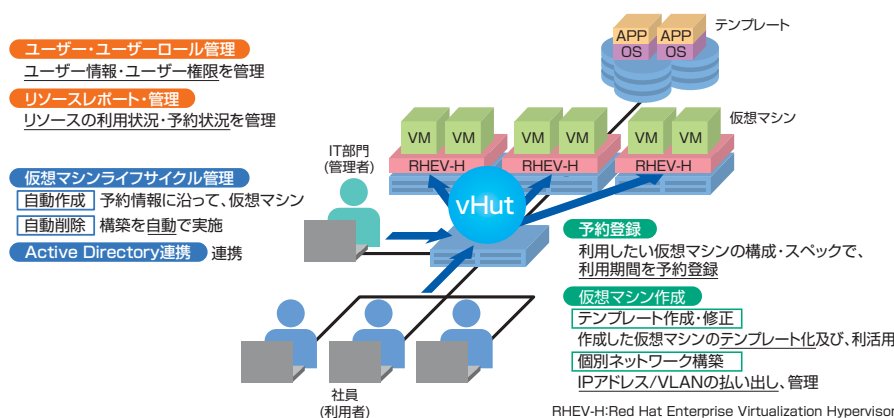 テンプレート
APP APP
OS OS
ユーザー・ユーザーロール管理
ユーザー情報・ユーザー権限を管理
リソースレポート・管理
リソースの利用状況・予約状況を管理
仮想マシン
VM VM VM VM VM VM
RHEV-H RHEV-H RHEV-H
IT部門
(管理者)
仮想マシンライフサイクル管理
自動作成 予約情報に沿って、仮想マシン
自動削除 構築を自動で実施
Active Directory連携 連携
vHut
予約登録
利用したい仮想マシンの構成・スペックで、
利用期間を予約登録
仮想マシン作成
テンプレート作成・修正
作成した仮想マシンのテンプレート化及び、利活用
個別ネットワーク構築
IPアドレス/VLANの払い出し、管理
社員
(利用者)
RHEV-H:Red Hat Enterprise Virtualization Hypervisor